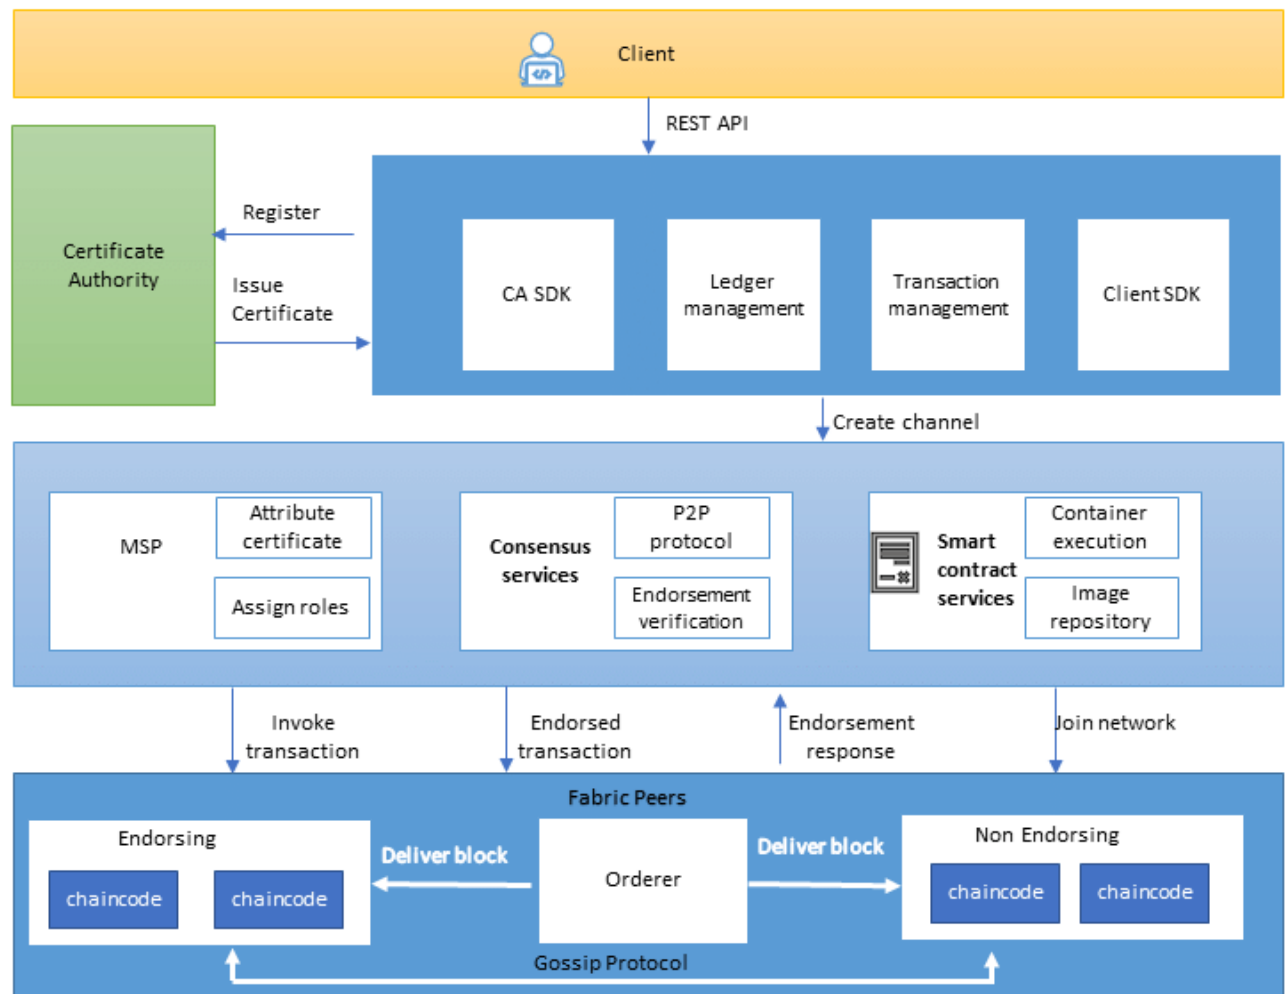 Client
REST API
Certificate
Authority
Register
Issue
Certificate
CA SDK
Ledger
management
Transaction
management
Client SDK
Create channel
MSP
Attribute
certificate
Assign roles
Consensus
services
P2P
protocol
Endorsement
verification
Smart
contract
services
Container
execution
Image
repository
Invoke
transaction
Endorsed
transaction
Endorsement
response
Join network
Fabric Peers
Endorsing
chaincode
chaincode
Deliver block
Orderer
Deliver block
Non Endorsing
chaincode
chaincode
Gossip Protocol